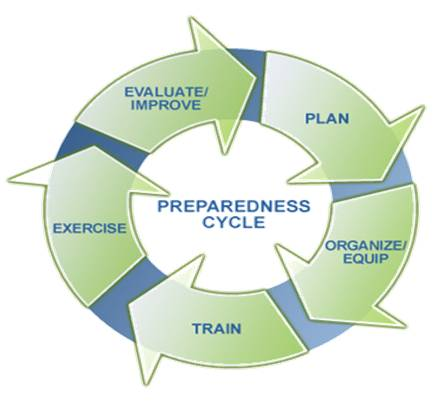 PREPAREDNESS
CYCLE
PLAN
ORGANIZE/
EQUIP
TRAIN
EXERCISE
EVALUATE/
IMPROVE